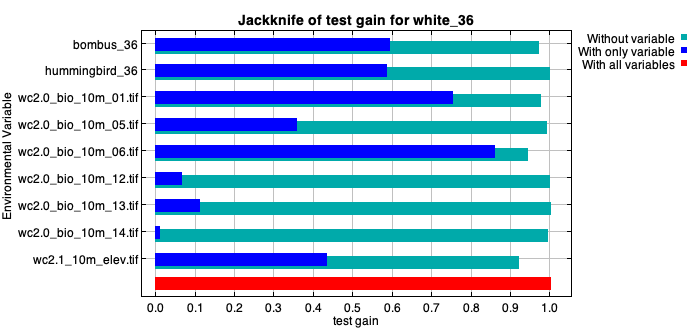 Jackknife of test gain for white_36
Without variable
With only variable
With all variables
Environmental Variable
bombus_36
hummingbird_36
wc2.0_bio_10m_01.tif
wc2.0_bio_10m_05.tif
wc2.0_bio_10m_06.tif
wc2.0_bio_10m_12.tif
wc2.0_bio_10m_13.tif
wc2.0_bio_10m_14.tif
wc2.1_10m_elev.tif
0.0 0.1 0.2 0.3 0.4 0.5 0.6 0.7 0.8 0.9 1.0
test gain